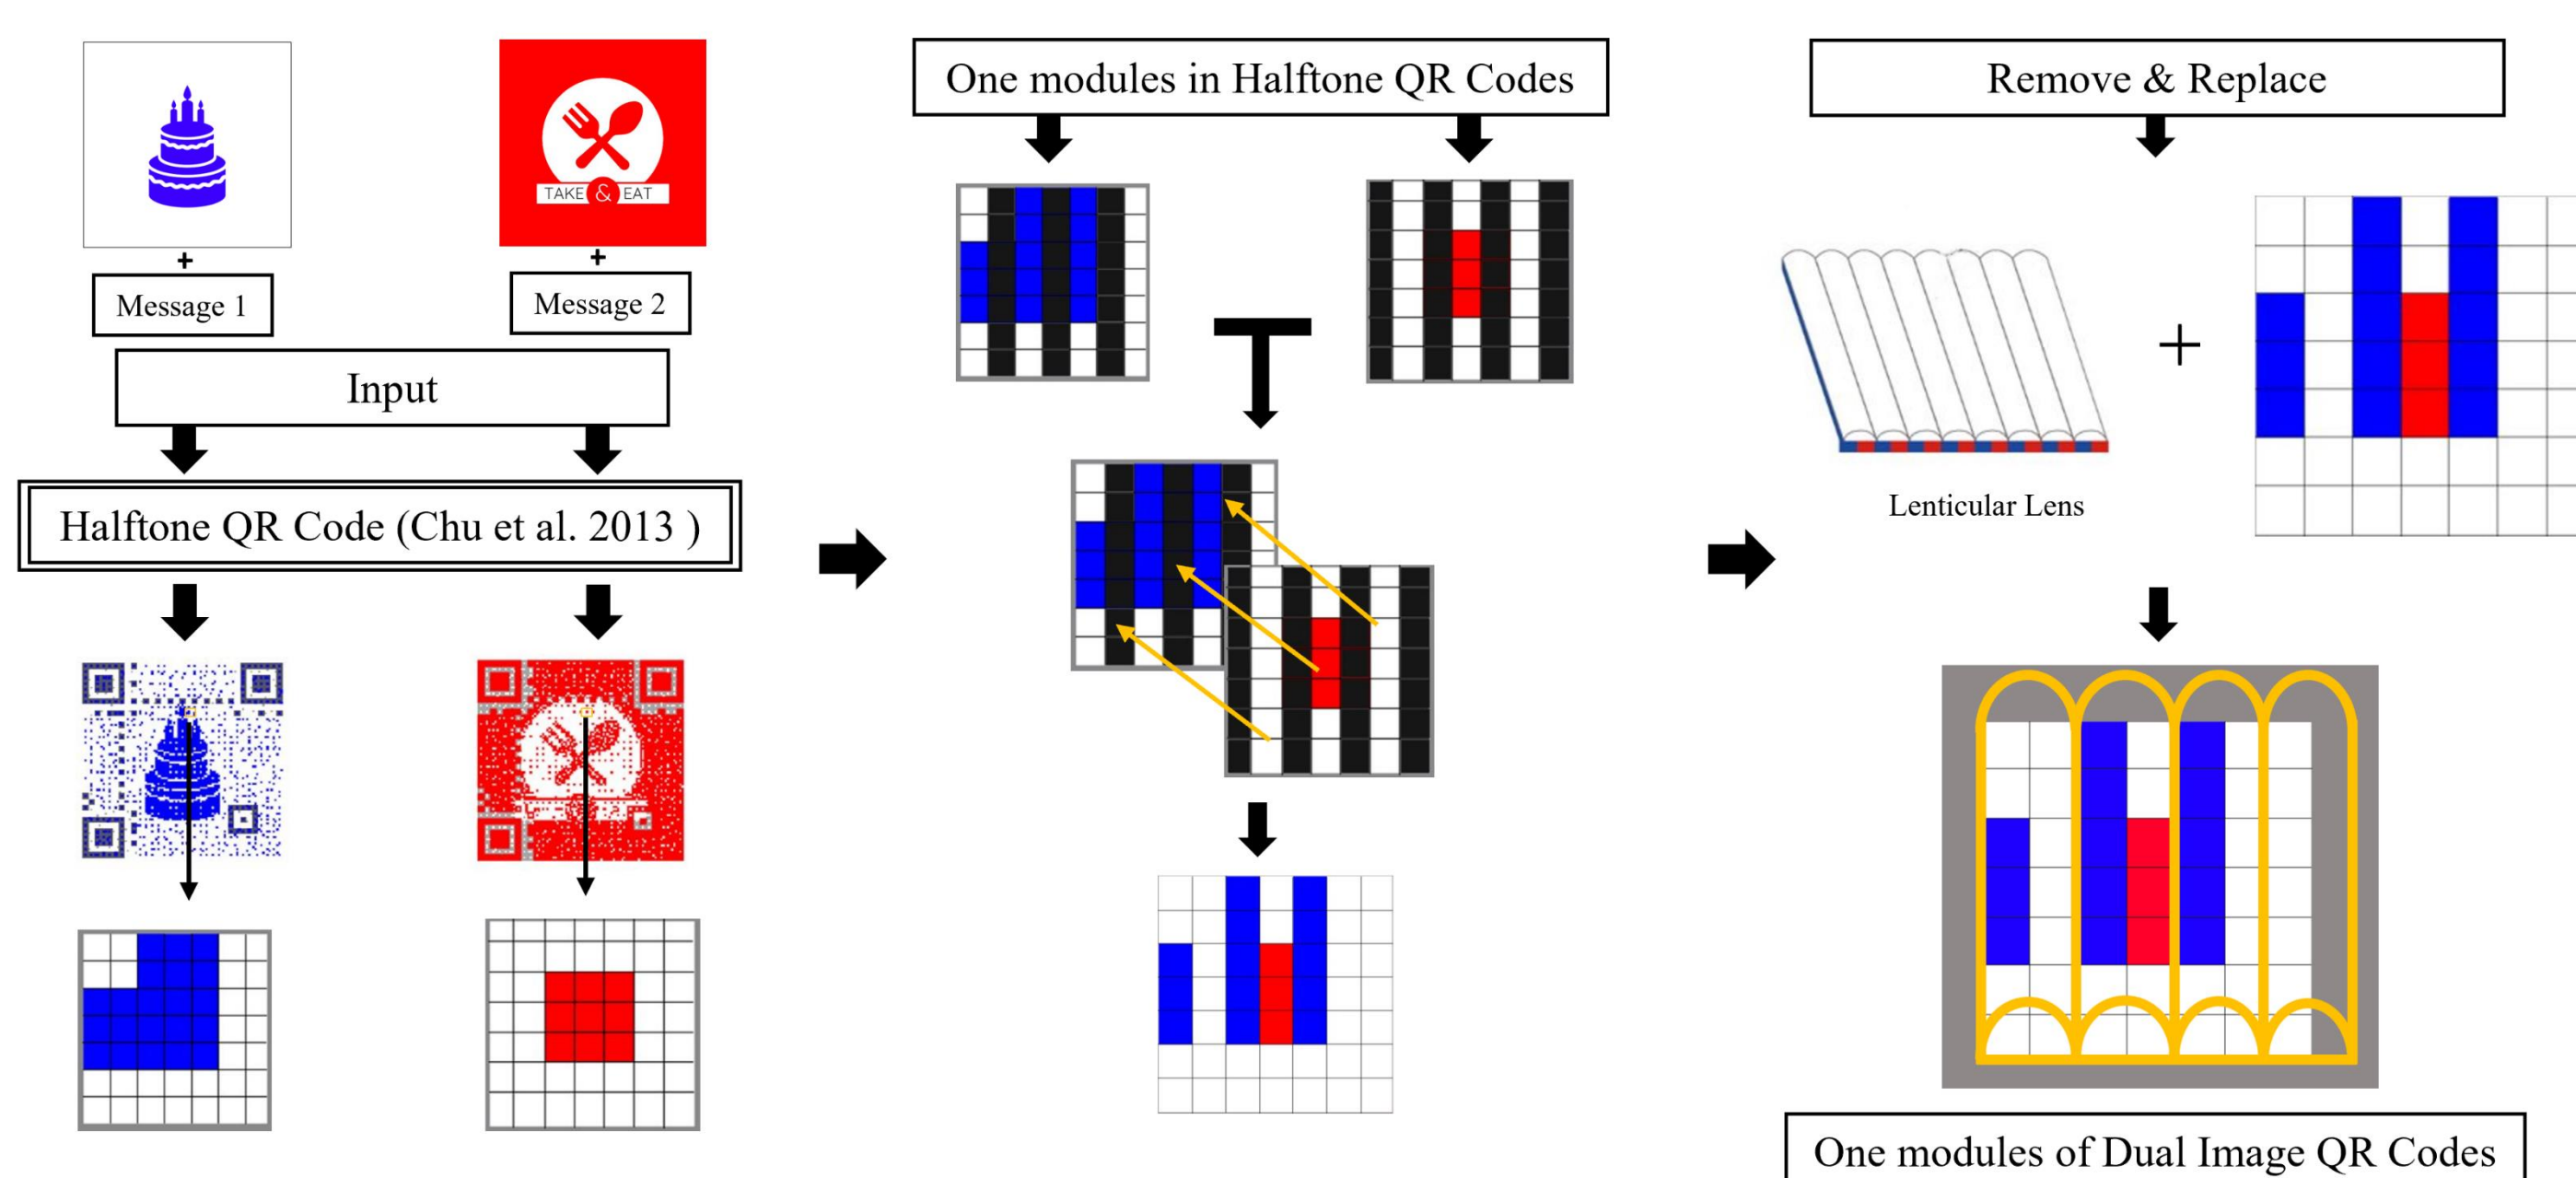 TAKE & EAT
+
+
Message 1
Message 2
Input
Halftone QR Code (Chu et al. 2013 )
One modules in Halftone QR Codes
Remove & Replace
+
Lenticular Lens
One modules of Dual Image QR Codes